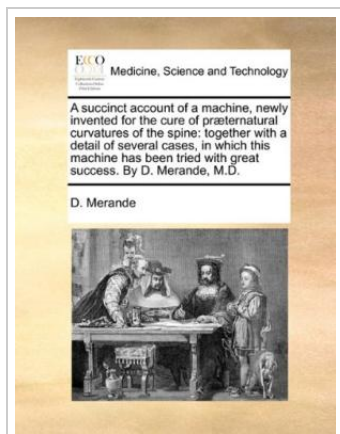 ECCO
Medicine, Science and Technology
A succinct account of a machine, newly
invented for the cure of præternatural
curvatures of the spine: together with a
detail of several cases, in which this
machine has been tried with great
success. By D. Merande, M.D.
D. Merande